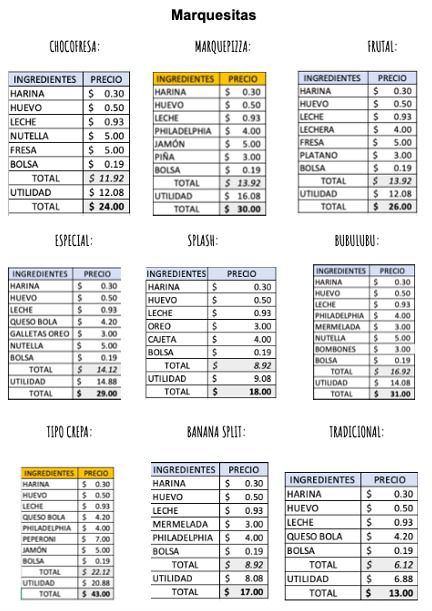 Marquesitas
CHOCOFRESA:
INGREDIENTES PRECIO
HARINA $ 0.30
HUEVO $ 0.50
LECHE $ 0.93
NUTELLA $ 5.00
FRESA $ 5.00
BOLSA $ 0.19
TOTAL $ 11.92
UTILIDAD $ 12.08
TOTAL $ 24.00
MARQUEPIZZA:
INGREDIENTES PRECIO
HARINA $ 0.30
HUEVO $ 0.50
LECHE $ 0.93
PHILADELPHIA $ 4.00
JAMÓN $ 5.00
PIÑA $ 3.00
BOLSA $ 0.19
TOTAL $ 13.92
UTILIDAD $ 16.08
TOTAL $ 30.00
FRUTAL:
INGREDIENTES PRECIO
HARINA $ 0.30
HUEVO $ 0.50
LECHE $ 0.93
LECHERA $ 4.00
FRESA $ 5.00
PLATANO $ 3.00
BOLSA $ 0.19
TOTAL $ 13.92
UTILIDAD $ 12.08
TOTAL $ 26.00
ESPECIAL:
INGREDIENTES PRECIO
HARINA $ 0.30
HUEVO $ 0.50
LECHE $ 0.93
QUESO BOLA $ 4.20
GALLETAS OREO $ 3.00
NUTELLA $ 5.00
BOLSA $ 0.19
TOTAL $ 14.12
UTILIDAD $ 14.88
TOTAL $ 29.00
SPLASH:
INGREDIENTES PRECIO
HARINA $ 0.30
HUEVO $ 0.50
LECHE $ 0.93
OREO $ 3.00
CAJETA $ 4.00
BOLSA $ 0.19
TOTAL $ 8.92
UTILIDAD $ 9.08
TOTAL $ 18.00
BUBULUBU:
INGREDIENTES PRECIO
HARINA $ 0.30
HUEVO $ 0.50
LECHE $ 0.93
PHILADELPHIA $ 4.00
MERMELADA $ 3.00
NUTELLA $ 5.00
BOMBONES $ 3.00
BOLSA $ 0.19
TOTAL $ 16.92
UTILIDAD $ 14.08
TOTAL $ 31.00
TIPO CREPA:
INGREDIENTES PRECIO
HARINA $ 0.30
HUEVO $ 0.50
LECHE $ 0.93
QUESO BOLA $ 4.20
PHILADELPHIA $ 4.00
PEPERONI $ 7.00
JAMÓN $ 5.00
BOLSA $ 0.19
TOTAL $ 22.12
UTILIDAD $ 20.88
TOTAL $ 43.00
BANANA SPLIT:
INGREDIENTES PRECIO
HARINA $ 0.30
HUEVO $ 0.50
LECHE $ 0.93
MERMELADA $ 3.00
PHILADELPHIA $ 4.00
BOLSA $ 0.19
TOTAL $ 8.92
UTILIDAD $ 8.08
TOTAL $ 17.00
TRADICIONAL:
INGREDIENTES PRECIO
HARINA $ 0.30
HUEVO $ 0.50
LECHE $ 0.93
QUESO BOLA $ 4.20
BOLSA $ 0.19
TOTAL $ 6.12
UTILIDAD $ 6.88
TOTAL $ 13.00